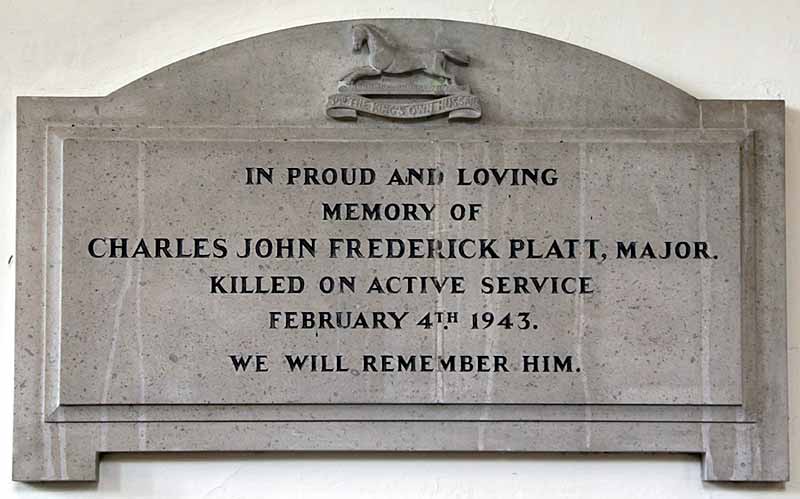 THE KING'S OWN HUSSARS
IN PROUD AND LOVING
MEMORY OF
CHARLES JOHN FREDERICK PLATT, MAJOR.
KILLED ON ACTIVE SERVICE
FEBRUARY 4TH 1943.
WE WILL REMEMBER HIM.